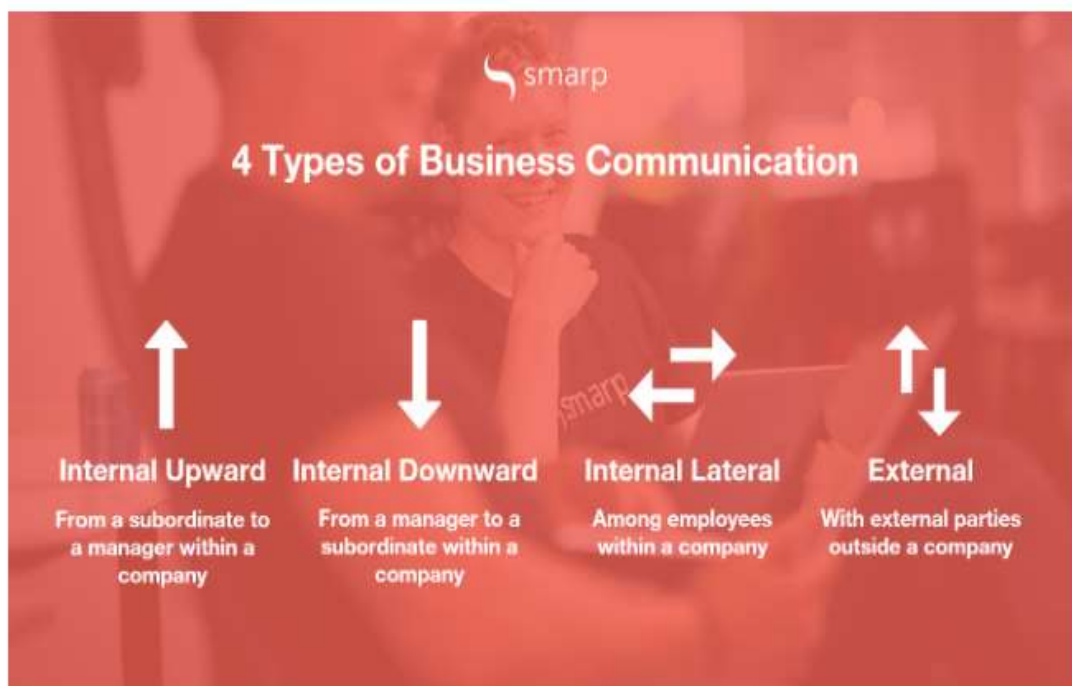 smarp
4 Types of Business Communication
smarp
Internal Upward
From a subordinate to
a manager within a
company
Internal Downward
From a manager to a
subordinate within a
company
Internal Lateral
Among employees
within a company
External
With external parties
outside a company